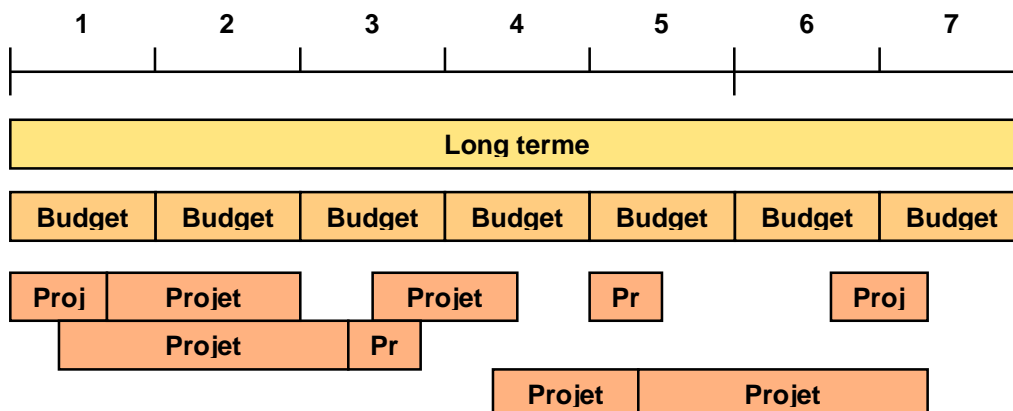 1 2 3 4 5 6 7
Long terme
Budget Budget Budget Budget Budget Budget Budget
Proj Projet Projet Pr Proj
Projet Pr
Projet Projet